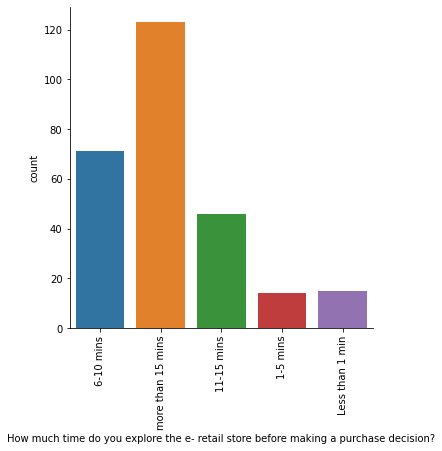 120
100
80
60
40
20
0
count
6-10 mins
more than 15 mins
11-15 mins
1-5 mins
Less than 1 min
How much time do you explore the e- retail store before making a purchase decision?